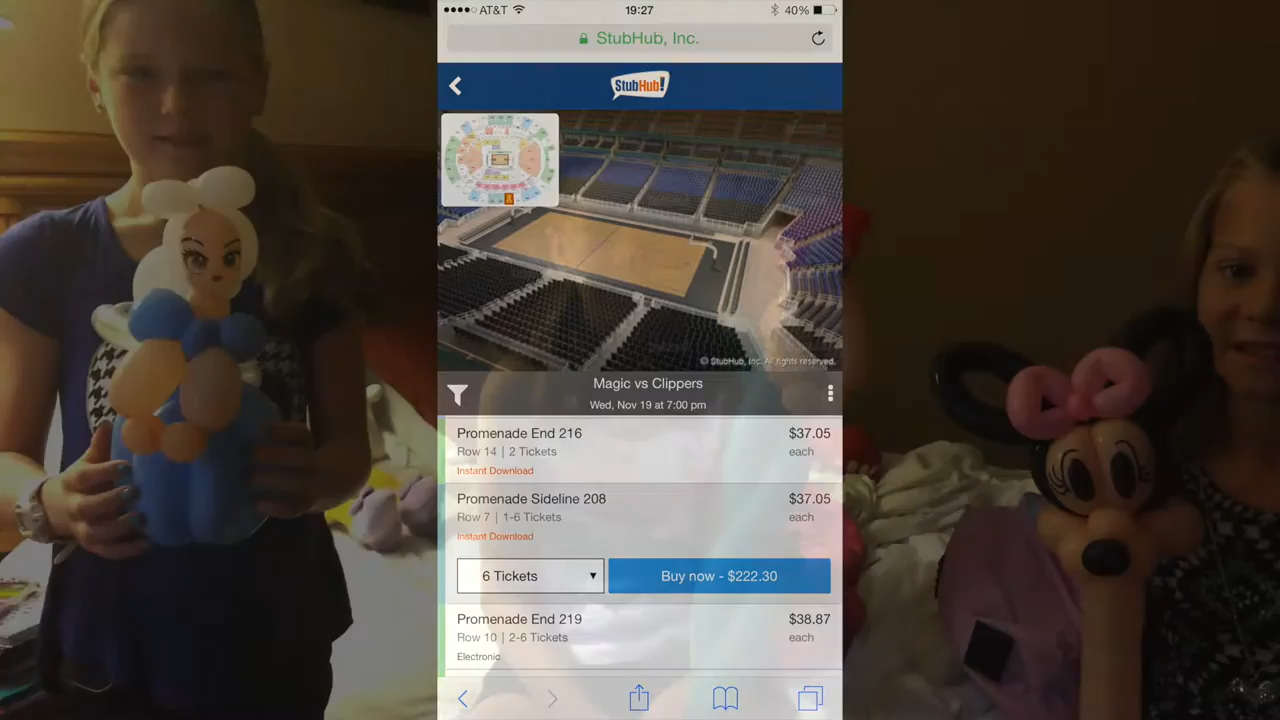 AT&T 19:27 40%
StubHub, Inc.
StubHub!
© StubHub, Inc. All rights reserved.
Magic vs Clippers
Wed, Nov 19 at 7:00 pm
Promenade End 216 $37.05
Row 14 | 2 Tickets each
Instant Download
Promenade Sideline 208 $37.05
Row 7 | 1-6 Tickets each
Instant Download
6 Tickets Buy now - $222.30
Promenade End 219 $38.87
Row 10 | 2-6 Tickets each
Electronic